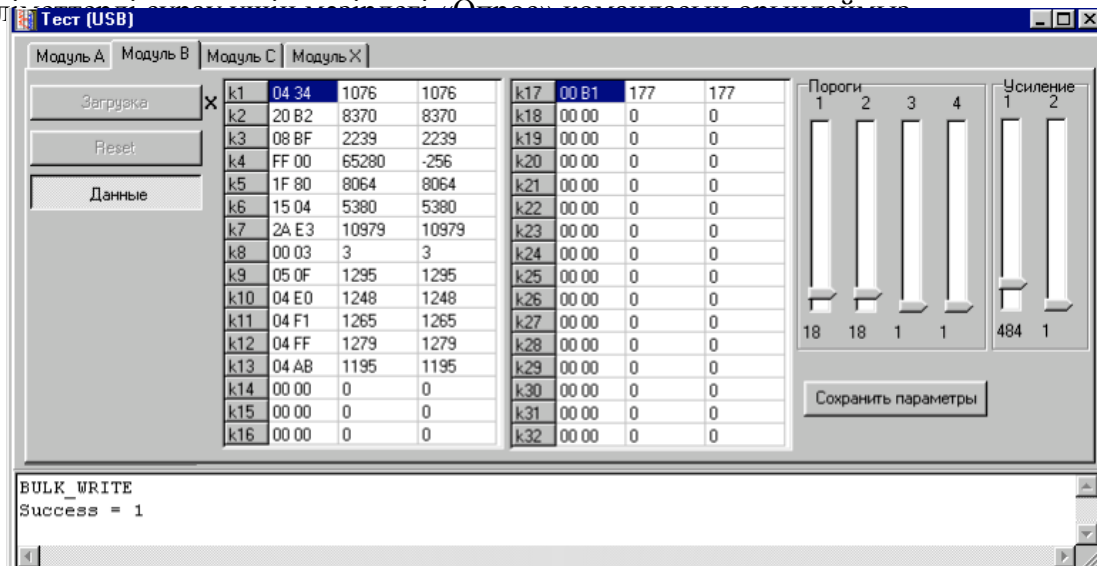 «Опрос» командасын орындаймыз
Тест (USB)
Модуль A Модуль B Модуль C Модуль X
Загрузка X
Reset
Данные
k1 04 34 1076 1076
k2 20 B2 8370 8370
k3 08 BF 2239 2239
k4 FF 00 65280 -256
k5 1F 80 8064 8064
k6 15 04 5380 5380
k7 2A E3 10979 10979
k8 00 03 3 3
k9 05 0F 1295 1295
k10 04 E0 1248 1248
k11 04 F1 1265 1265
k12 04 FF 1279 1279
k13 04 AB 1195 1195
k14 00 00 0 0
k15 00 00 0 0
k16 00 00 0 0
k17 00 B1 177 177
k18 00 00 0 0
k19 00 00 0 0
k20 00 00 0 0
k21 00 00 0 0
k22 00 00 0 0
k23 00 00 0 0
k24 00 00 0 0
k25 00 00 0 0
k26 00 00 0 0
k27 00 00 0 0
k28 00 00 0 0
k29 00 00 0 0
k30 00 00 0 0
k31 00 00 0 0
k32 00 00 0 0
Пороги
1 2 3 4
18 18 1 1
Усиление
1 2
484 1
Сохранить параметры
BULK_WRITE
Success = 1